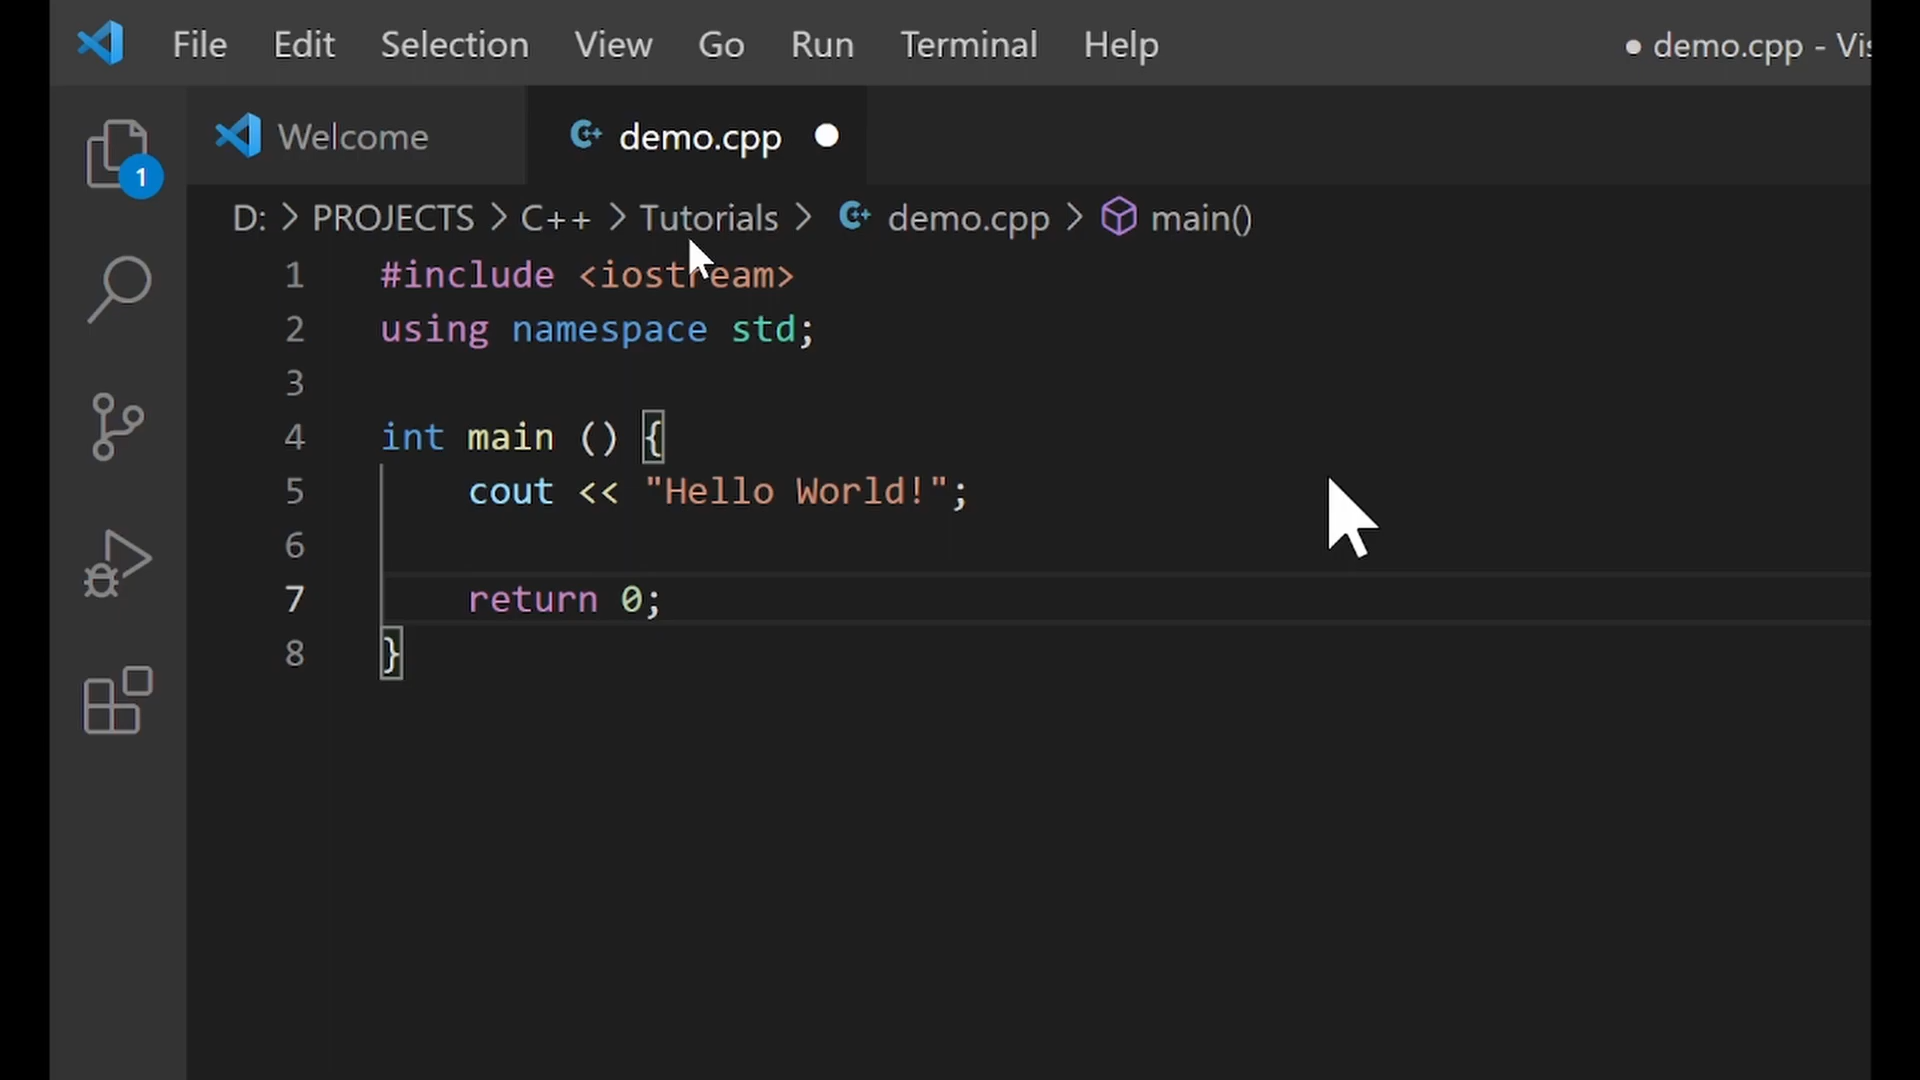 File Edit Selection View Go Run Terminal Help ● demo.cpp - Vis
Welcome demo.cpp
1
D: > PROJECTS > C++ > Tutorials > demo.cpp > main()
1 #include <iostream>
2 using namespace std;
3
4 int main () {
5 cout << "Hello World!";
6
7 return 0;
8 }